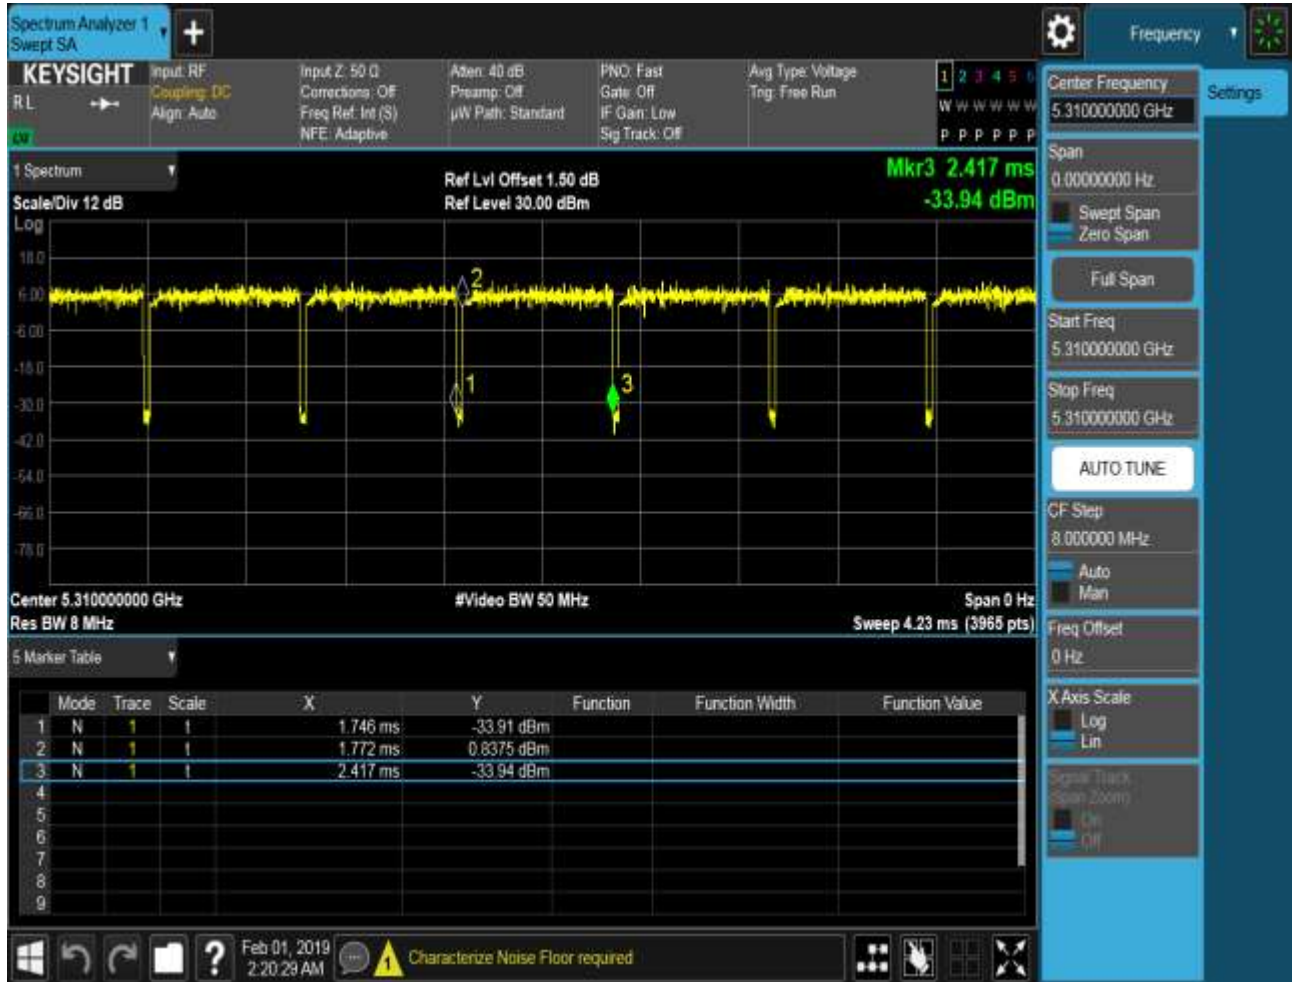 Spectrum Analyzer 1
Swept SA
+
Frequency
KEYSIGHT
RL
Input: RF
Coupling: DC
Align: Auto
Input Z: 50 Ω
Corrections: Off
Freq Ref: Int (S)
NFE: Adaptive
Atten: 40 dB
Preamp: Off
µW Path: Standard
PNO: Fast
Gate: Off
IF Gain: Low
Sig Track: Off
Avg Type: Voltage
Trig: Free Run
1 2 3 4 5 6
W W W W W W
P P P P P P
1 Spectrum
Scale/Div 12 dB
Ref Lvl Offset 1.50 dB
Ref Level 30.00 dBm
Mkr3 2.417 ms
-33.94 dBm
Log
18.0
6.00
-6.00
-18.0
-30.0
-42.0
-54.0
-66.0
-78.0
2
1
3
Center 5.310000000 GHz
#Video BW 50 MHz
Span 0 Hz
Res BW 8 MHz
Sweep 4.23 ms (3965 pts)
5 Marker Table
Mode Trace Scale X Y Function Function Width Function Value
1 N 1 t 1.746 ms -33.91 dBm
2 N 1 t 1.772 ms 0.8375 dBm
3 N 1 t 2.417 ms -33.94 dBm
4
5
6
7
8
9
Feb 01, 2019
2:20:29 AM
?
1
Characterize Noise Floor required
Center Frequency
5.310000000 GHz
Settings
Span
0.00000000 Hz
Swept Span
Zero Span
Full Span
Start Freq
5.310000000 GHz
Stop Freq
5.310000000 GHz
AUTO TUNE
CF Step
8.000000 MHz
Auto
Man
Freq Offset
0 Hz
X Axis Scale
Log
Lin
Signal Track
(Span Zoom)
On
Off